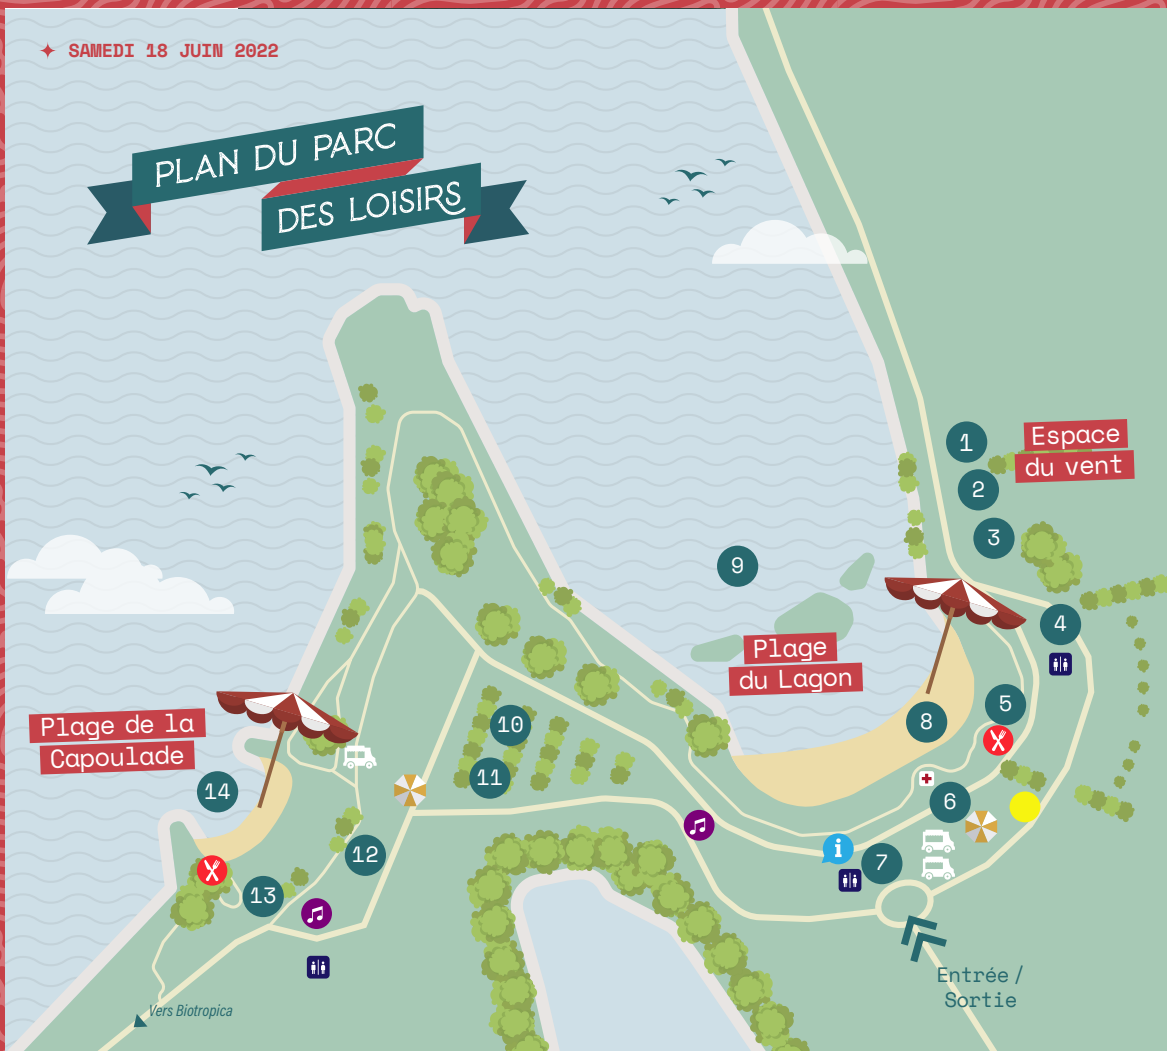 SAMEDI 18 JUIN 2022
PLAN DU PARC
DES LOISIRS
1
Espace
du vent
2
3
9
4
Plage
du Lagon
5
8
10
Plage de la
Capoulade
11
14
6
i
7
12
13
Entrée /
Sortie
Vers Biotropica